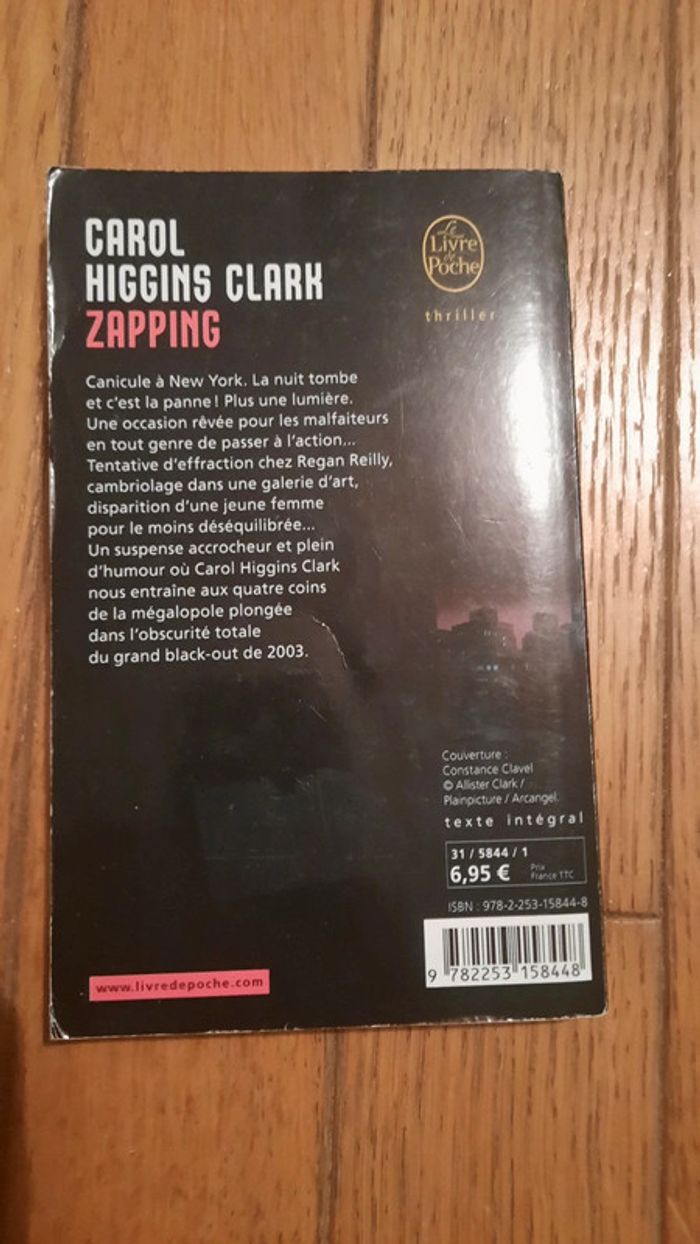 CAROL
HIGGINS CLARK
ZAPPING
Le
Livre
de
Poche
thriller
Canicule à New York. La nuit tombe
et c'est la panne ! Plus une lumière.
Une occasion rêvée pour les malfaiteurs
en tout genre de passer à l'action...
Tentative d'effraction chez Regan Reilly,
cambriolage dans une galerie d'art,
disparition d'une jeune femme
pour le moins déséquilibrée...
Un suspense accrocheur et plein
d'humour où Carol Higgins Clark
nous entraîne aux quatre coins
de la mégalopole plongée
dans l'obscurité totale
du grand black-out de 2003.
Couverture :
Constance Clavel
© Allister Clark /
Plainpicture / Arcangel.
texte intégral
31 / 5844 / 1
6,95 €
Prix
France TTC
ISBN : 978-2-253-15844-8
9 782253 158448
www.livredepoche.com